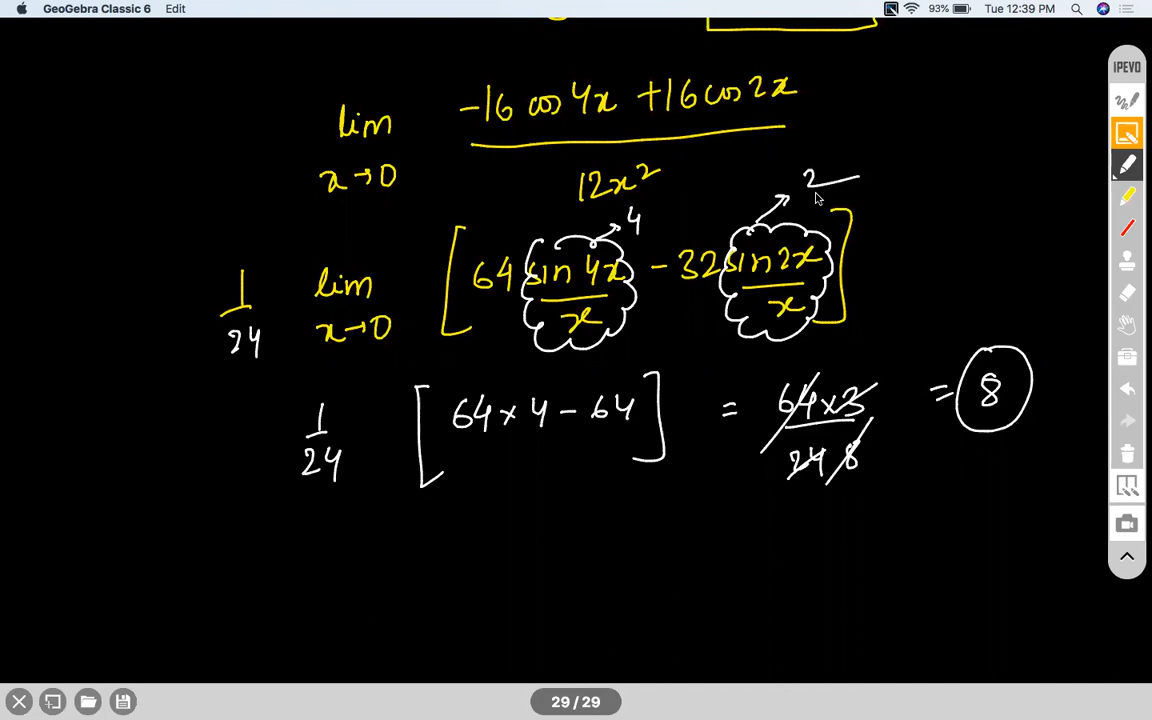 GeoGebra Classic 6 Edit 93% Tue 12:39 PM
IPEVO
lim x→0 (-16 cos 4x + 16 cos 2x) / 12x²
4
2
1/24 lim x→0 [64 sin 4x / x - 32 sin 2x / x]
1/24 [64 × 4 - 64] = 64×3 / 24 8 = 8
29 / 29